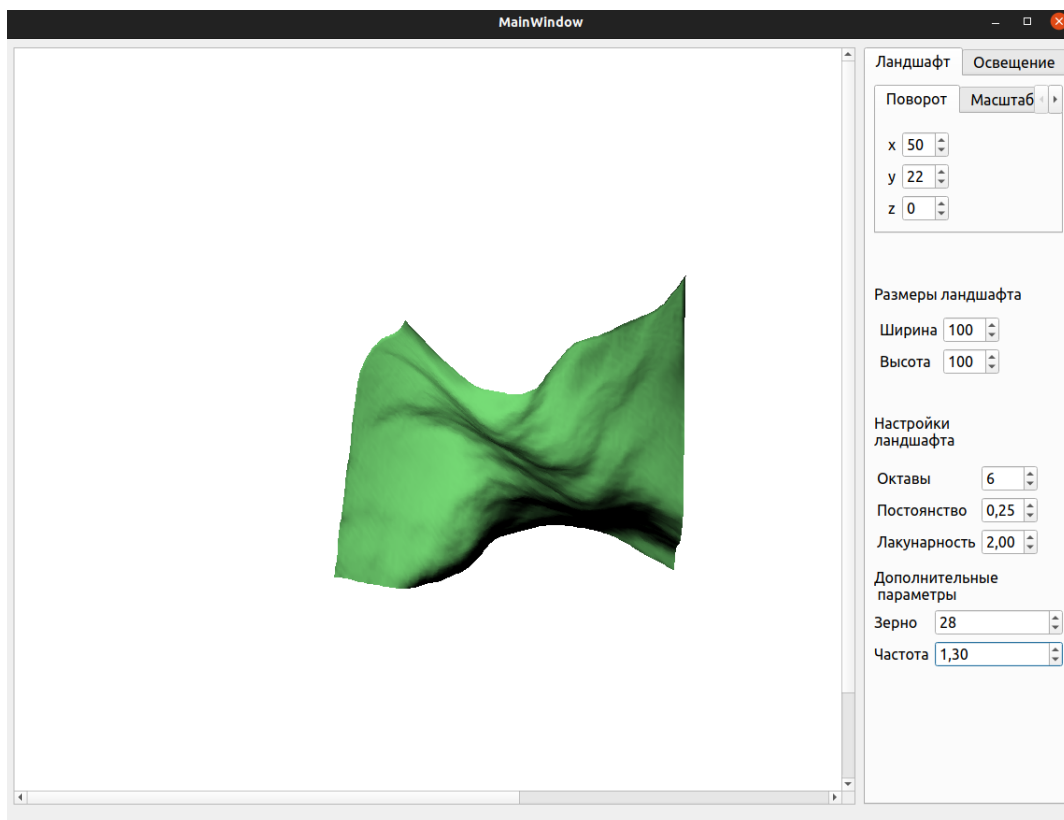 MainWindow
Ландшафт Освещение
Поворот Масштаб
x 50
y 22
z 0
Размеры ландшафта
Ширина 100
Высота 100
Настройки
ландшафта
Октавы 6
Постоянство 0,25
Лакунарность 2,00
Дополнительные
параметры
Зерно 28
Частота 1,30